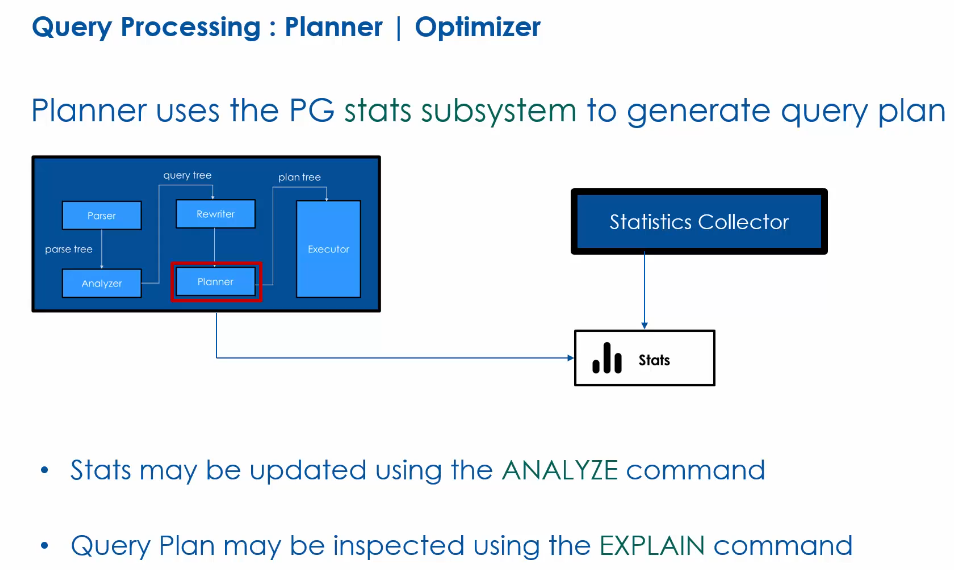 Query Processing : Planner | Optimizer
Planner uses the PG stats subsystem to generate query plan
query tree
plan tree
Parser
Rewriter
parse tree
Executor
Analyzer
Planner
Statistics Collector
Stats
• Stats may be updated using the ANALYZE command
• Query Plan may be inspected using the EXPLAIN command